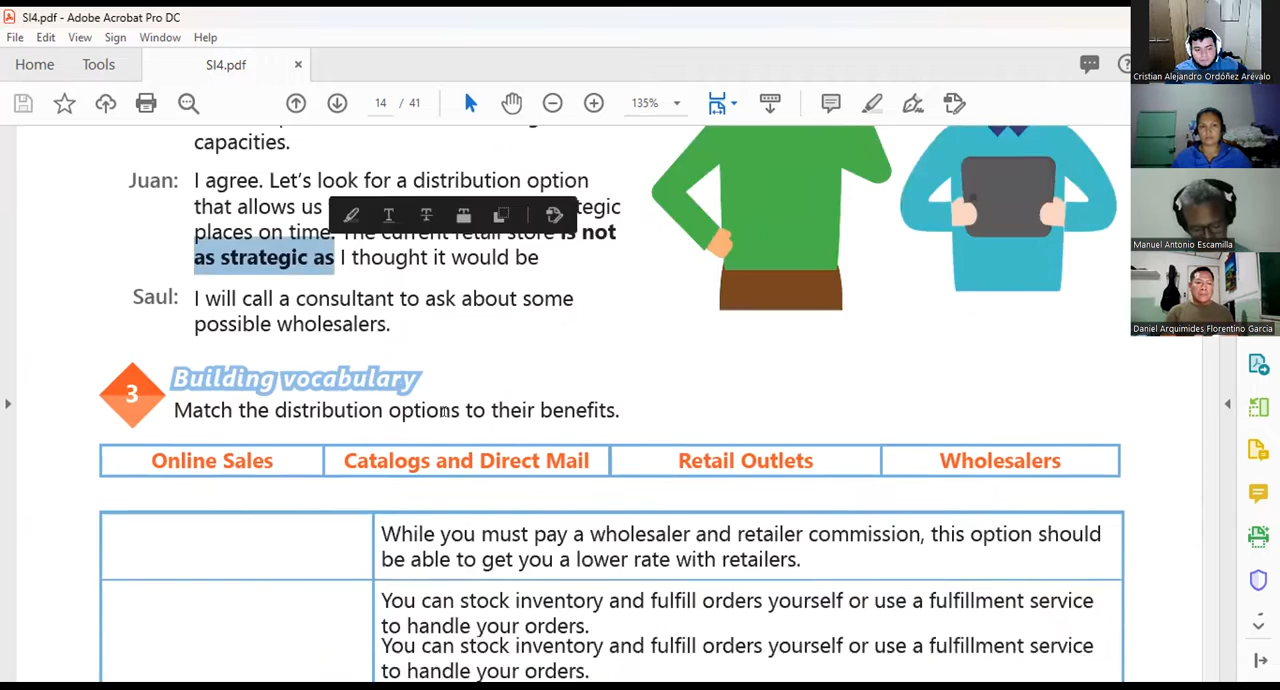 SI4.pdf - Adobe Acrobat Pro DC
File Edit View Sign Window Help
Home Tools SI4.pdf ×
14 / 41 135%
capacities.
Juan: I agree. Let's look for a distribution option
that allows us tegic
places on time. The current retail store is not
as strategic as I thought it would be
Saul: I will call a consultant to ask about some
possible wholesalers.
3 Building vocabulary
Match the distribution options to their benefits.
Online Sales Catalogs and Direct Mail Retail Outlets Wholesalers
While you must pay a wholesaler and retailer commission, this option should
be able to get you a lower rate with retailers.
You can stock inventory and fulfill orders yourself or use a fulfillment service
to handle your orders.
You can stock inventory and fulfill orders yourself or use a fulfillment service
to handle your orders.
Cristian Alejandro Ordóñez Arévalo
Manuel Antonio Escamilla
Daniel Arquimides Florentino Garcia